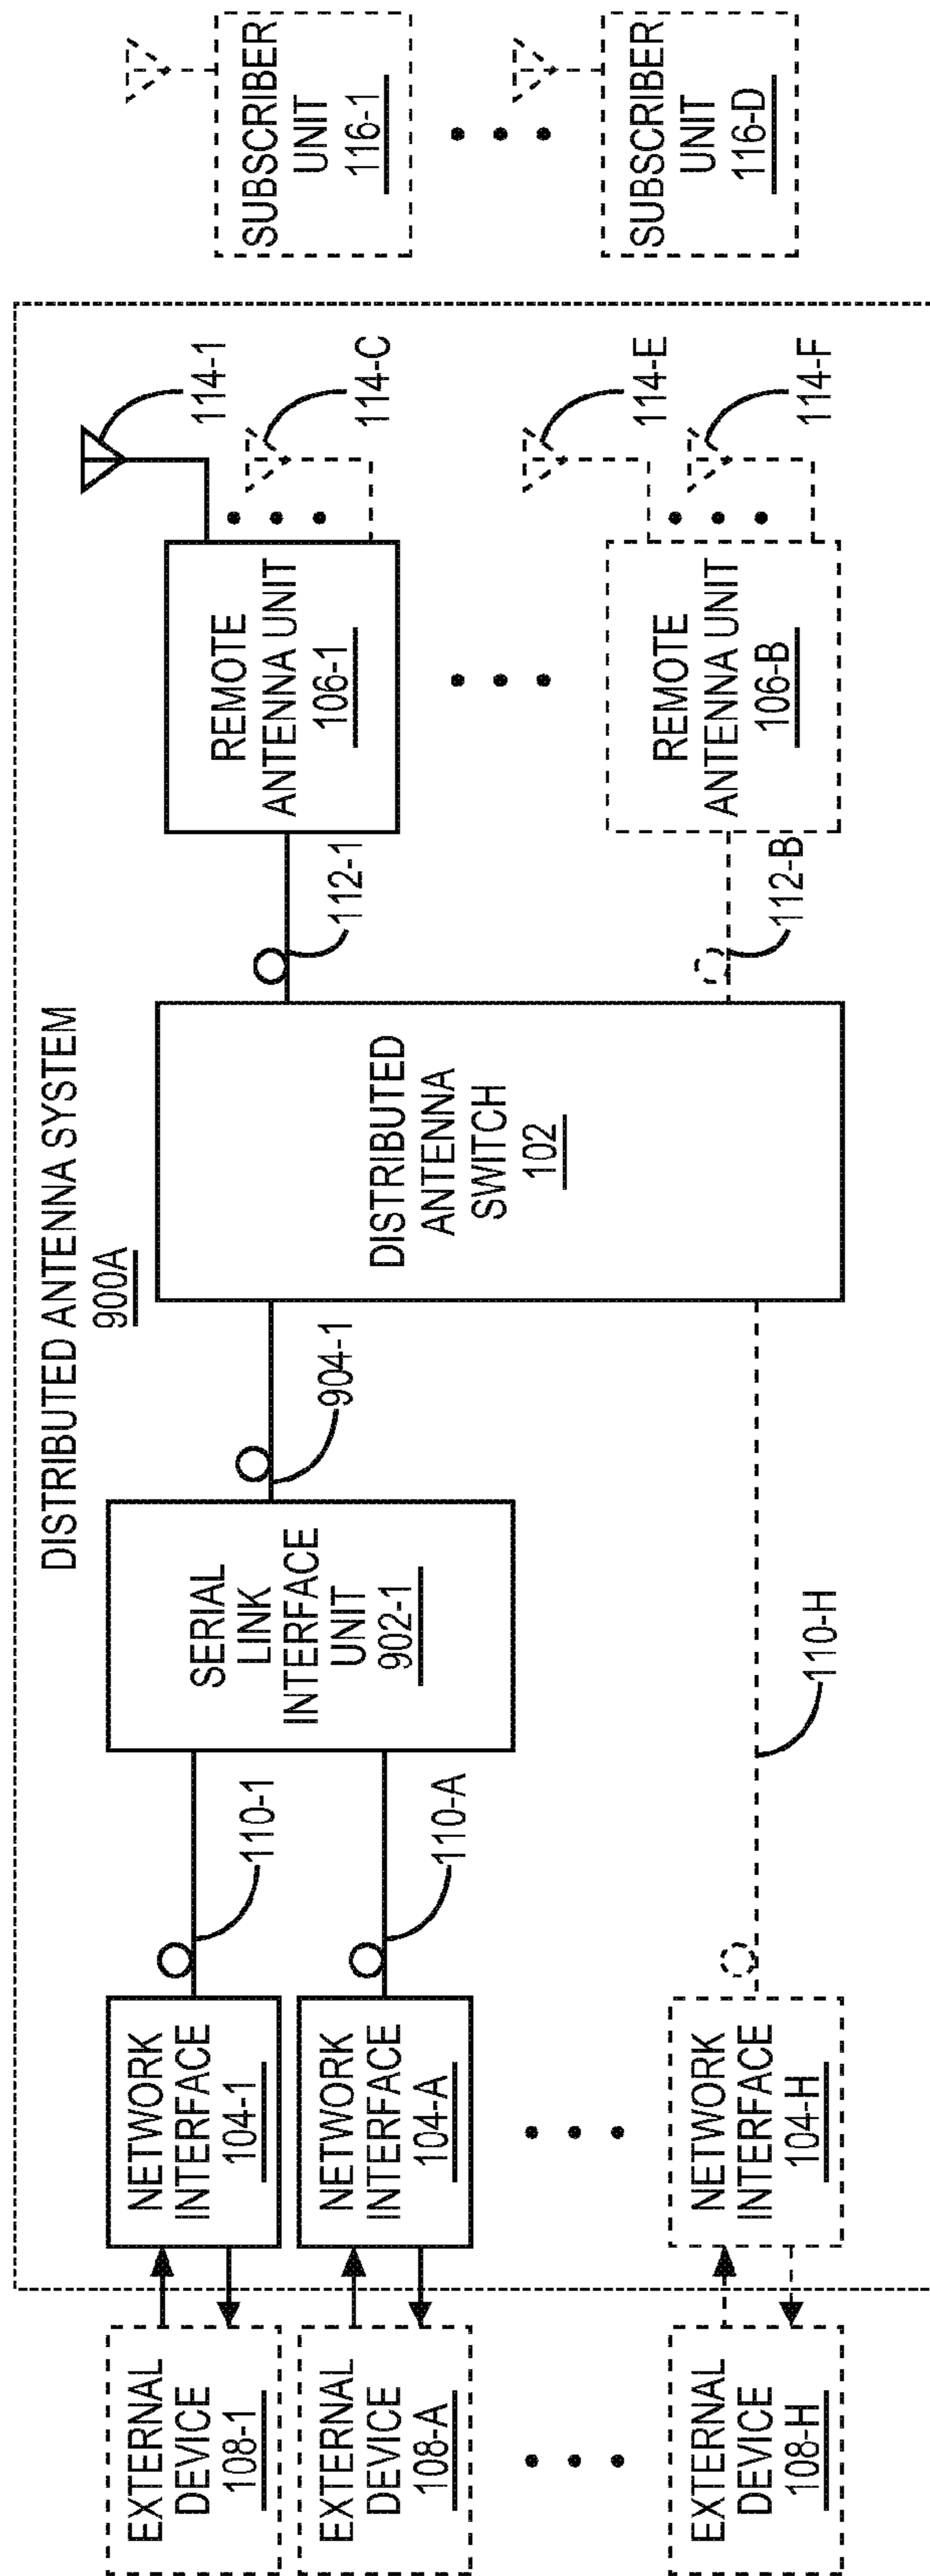 DISTRIBUTED ANTENNA SYSTEM
900A
EXTERNAL
DEVICE
108-1
NETWORK
INTERFACE
104-1
110-1
EXTERNAL
DEVICE
108-A
NETWORK
INTERFACE
104-A
110-A
EXTERNAL
DEVICE
108-H
NETWORK
INTERFACE
104-H
110-H
SERIAL
LINK
INTERFACE
UNIT
902-1
904-1
DISTRIBUTED
ANTENNA
SWITCH
102
112-1
REMOTE
ANTENNA UNIT
106-1
114-1
114-C
112-B
REMOTE
ANTENNA UNIT
106-B
114-E
114-F
SUBSCRIBER
UNIT
116-1
SUBSCRIBER
UNIT
116-D